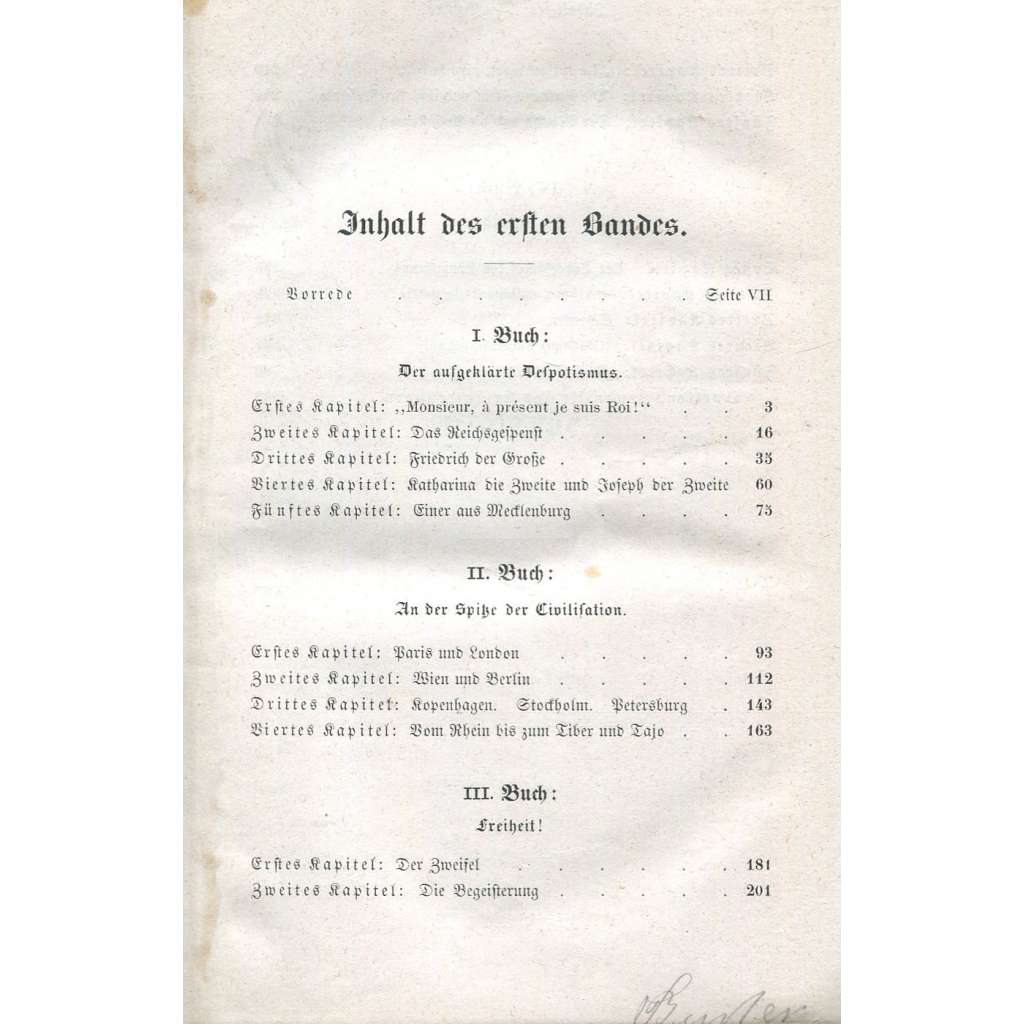 Inhalt des ersten Bandes.
Vorrede . . . . . . . . Seite VII
I. Buch:
Der aufgeklärte Despotismus.
Erstes Kapitel: „Monsieur, à présent je suis Roi!“ . . 3
Zweites Kapitel: Das Reichsgespenst . . . . . 16
Drittes Kapitel: Friedrich der Große . . . . . 35
Viertes Kapitel: Katharina die Zweite und Joseph der Zweite 60
Fünftes Kapitel: Einer aus Mecklenburg . . . . 75
II. Buch:
An der Spitze der Civilisation.
Erstes Kapitel: Paris und London . . . . . 93
Zweites Kapitel: Wien und Berlin . . . . . 112
Drittes Kapitel: Kopenhagen. Stockholm. Petersburg . 143
Viertes Kapitel: Vom Rhein bis zum Tiber und Tajo . . 163
III. Buch:
Freiheit!
Erstes Kapitel: Der Zweifel . . . . . . 181
Zweites Kapitel: Die Begeisterung . . . . . 201